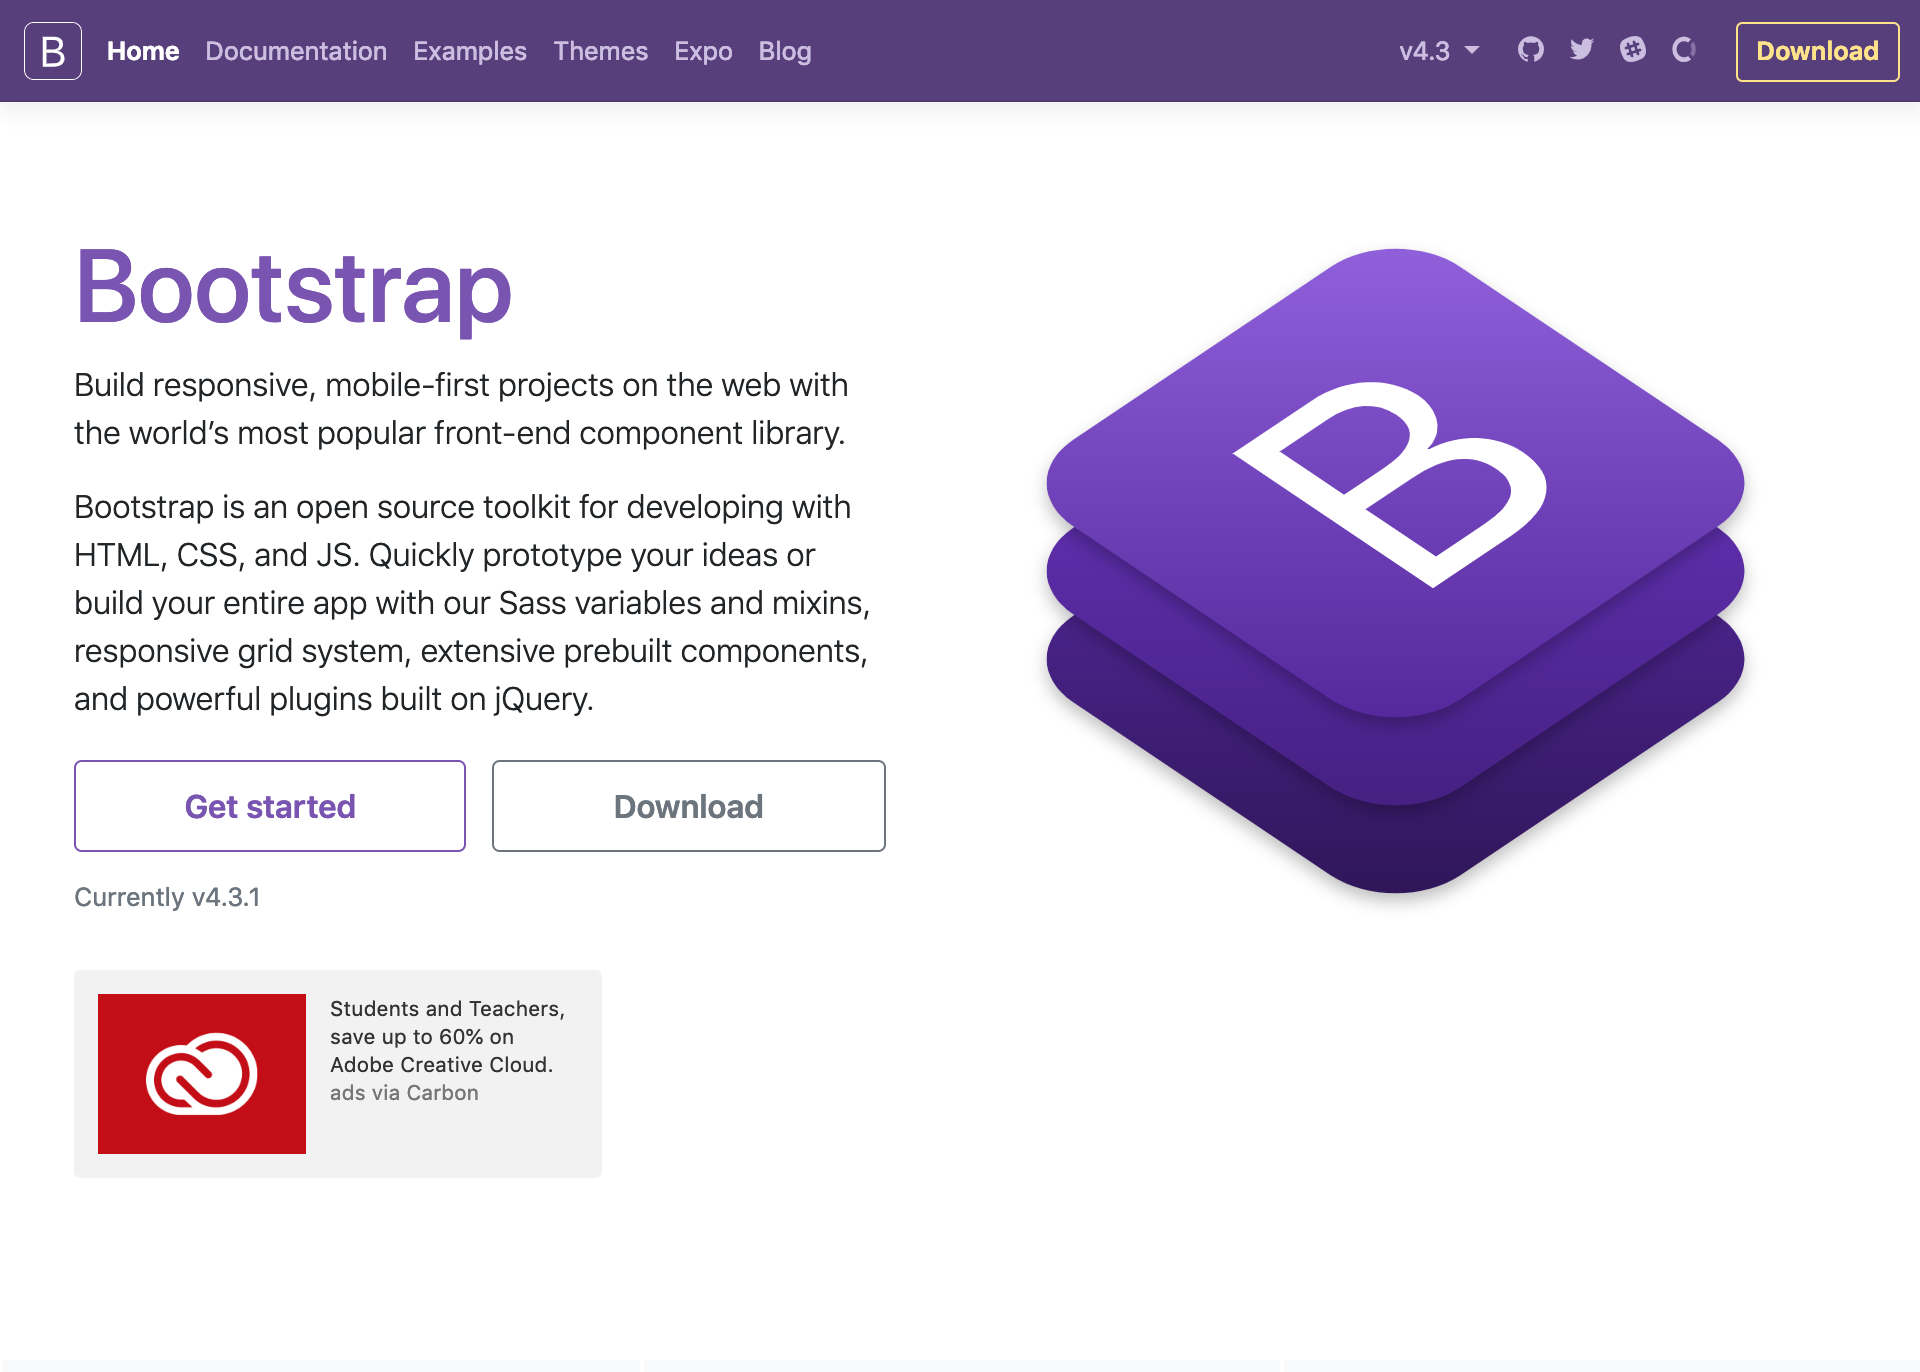 B Home Documentation Examples Themes Expo Blog v4.3 Download
Bootstrap
Build responsive, mobile-first projects on the web with
the world’s most popular front-end component library.
Bootstrap is an open source toolkit for developing with
HTML, CSS, and JS. Quickly prototype your ideas or
build your entire app with our Sass variables and mixins,
responsive grid system, extensive prebuilt components,
and powerful plugins built on jQuery.
Get started Download
Currently v4.3.1
B
Students and Teachers,
save up to 60% on
Adobe Creative Cloud.
ads via Carbon